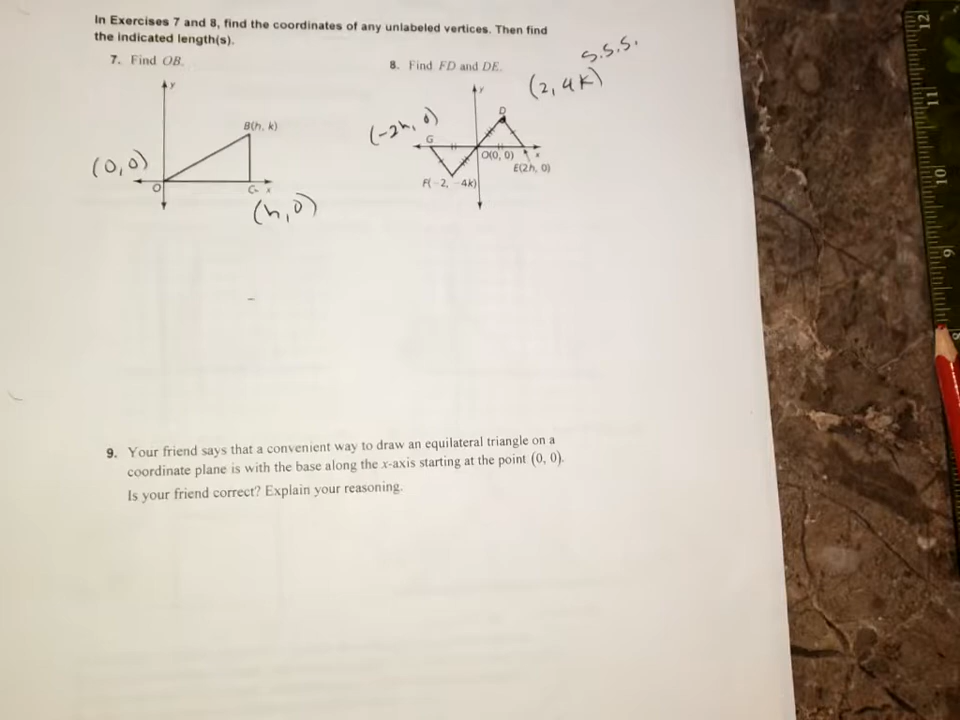 In Exercises 7 and 8, find the coordinates of any unlabeled vertices. Then find
the indicated length(s).
7. Find OB.
8. Find FD and DE.
S.S.S.
(2, 4k)
y
B(h, k)
(0,0)
O
C
x
(h,0)
y
D
(-2h, 0)
G
O(0, 0)
x
E(2h, 0)
F(-2, -4k)
9. Your friend says that a convenient way to draw an equilateral triangle on a
coordinate plane is with the base along the x-axis starting at the point (0, 0).
Is your friend correct? Explain your reasoning.
12
11
10
9
8